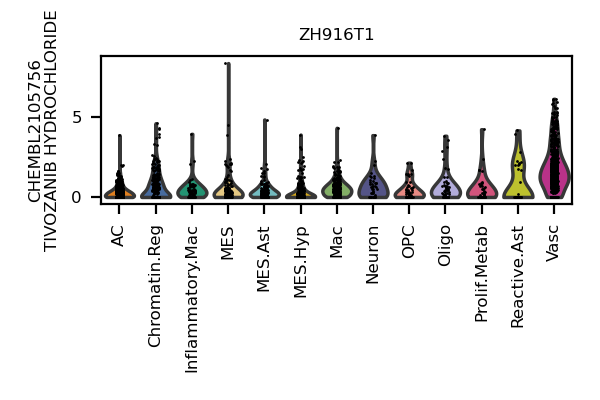 ZH916T1
CHEMBL2105756
TIVOZANIB HYDROCHLORIDE
5
0
AC
Chromatin.Reg
Inflammatory.Mac
MES
MES.Ast
MES.Hyp
Mac
Neuron
OPC
Oligo
Prolif.Metab
Reactive.Ast
Vasc